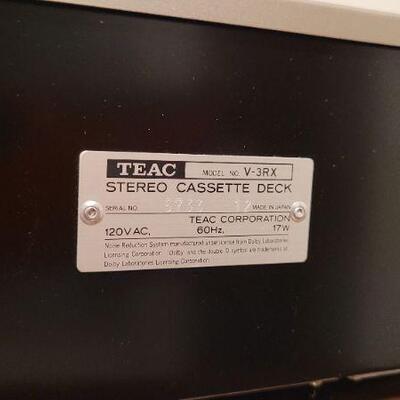 TEAC MODEL NO. V-3RX
STEREO CASSETTE DECK
SERIAL NO. MADE IN JAPAN
TEAC CORPORATION
120V AC, 60Hz, 17W
Noise Reduction System manufactured under license from Dolby Laboratories
Licensing Corporation. 'Dolby' and the double D symbol are trademarks of
Dolby Laboratories Licensing Corporation.